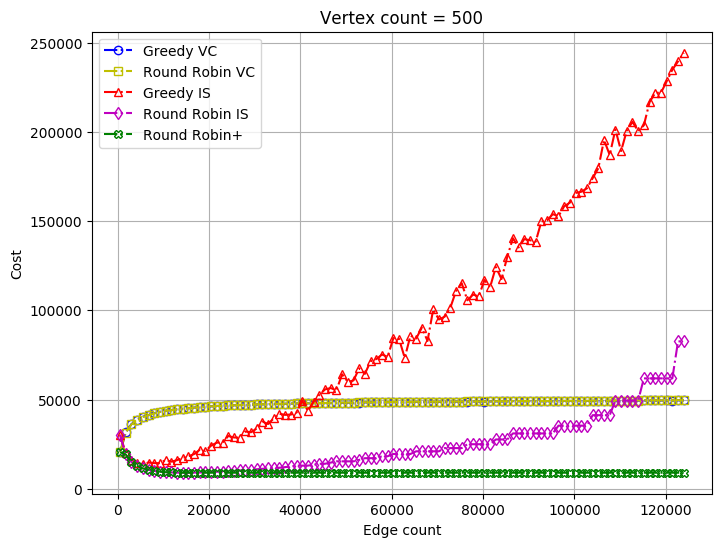 Vertex count = 500
Greedy VC
Round Robin VC
Greedy IS
Round Robin IS
Round Robin+
250000
200000
150000
100000
50000
0
Cost
0 20000 40000 60000 80000 100000 120000
Edge count